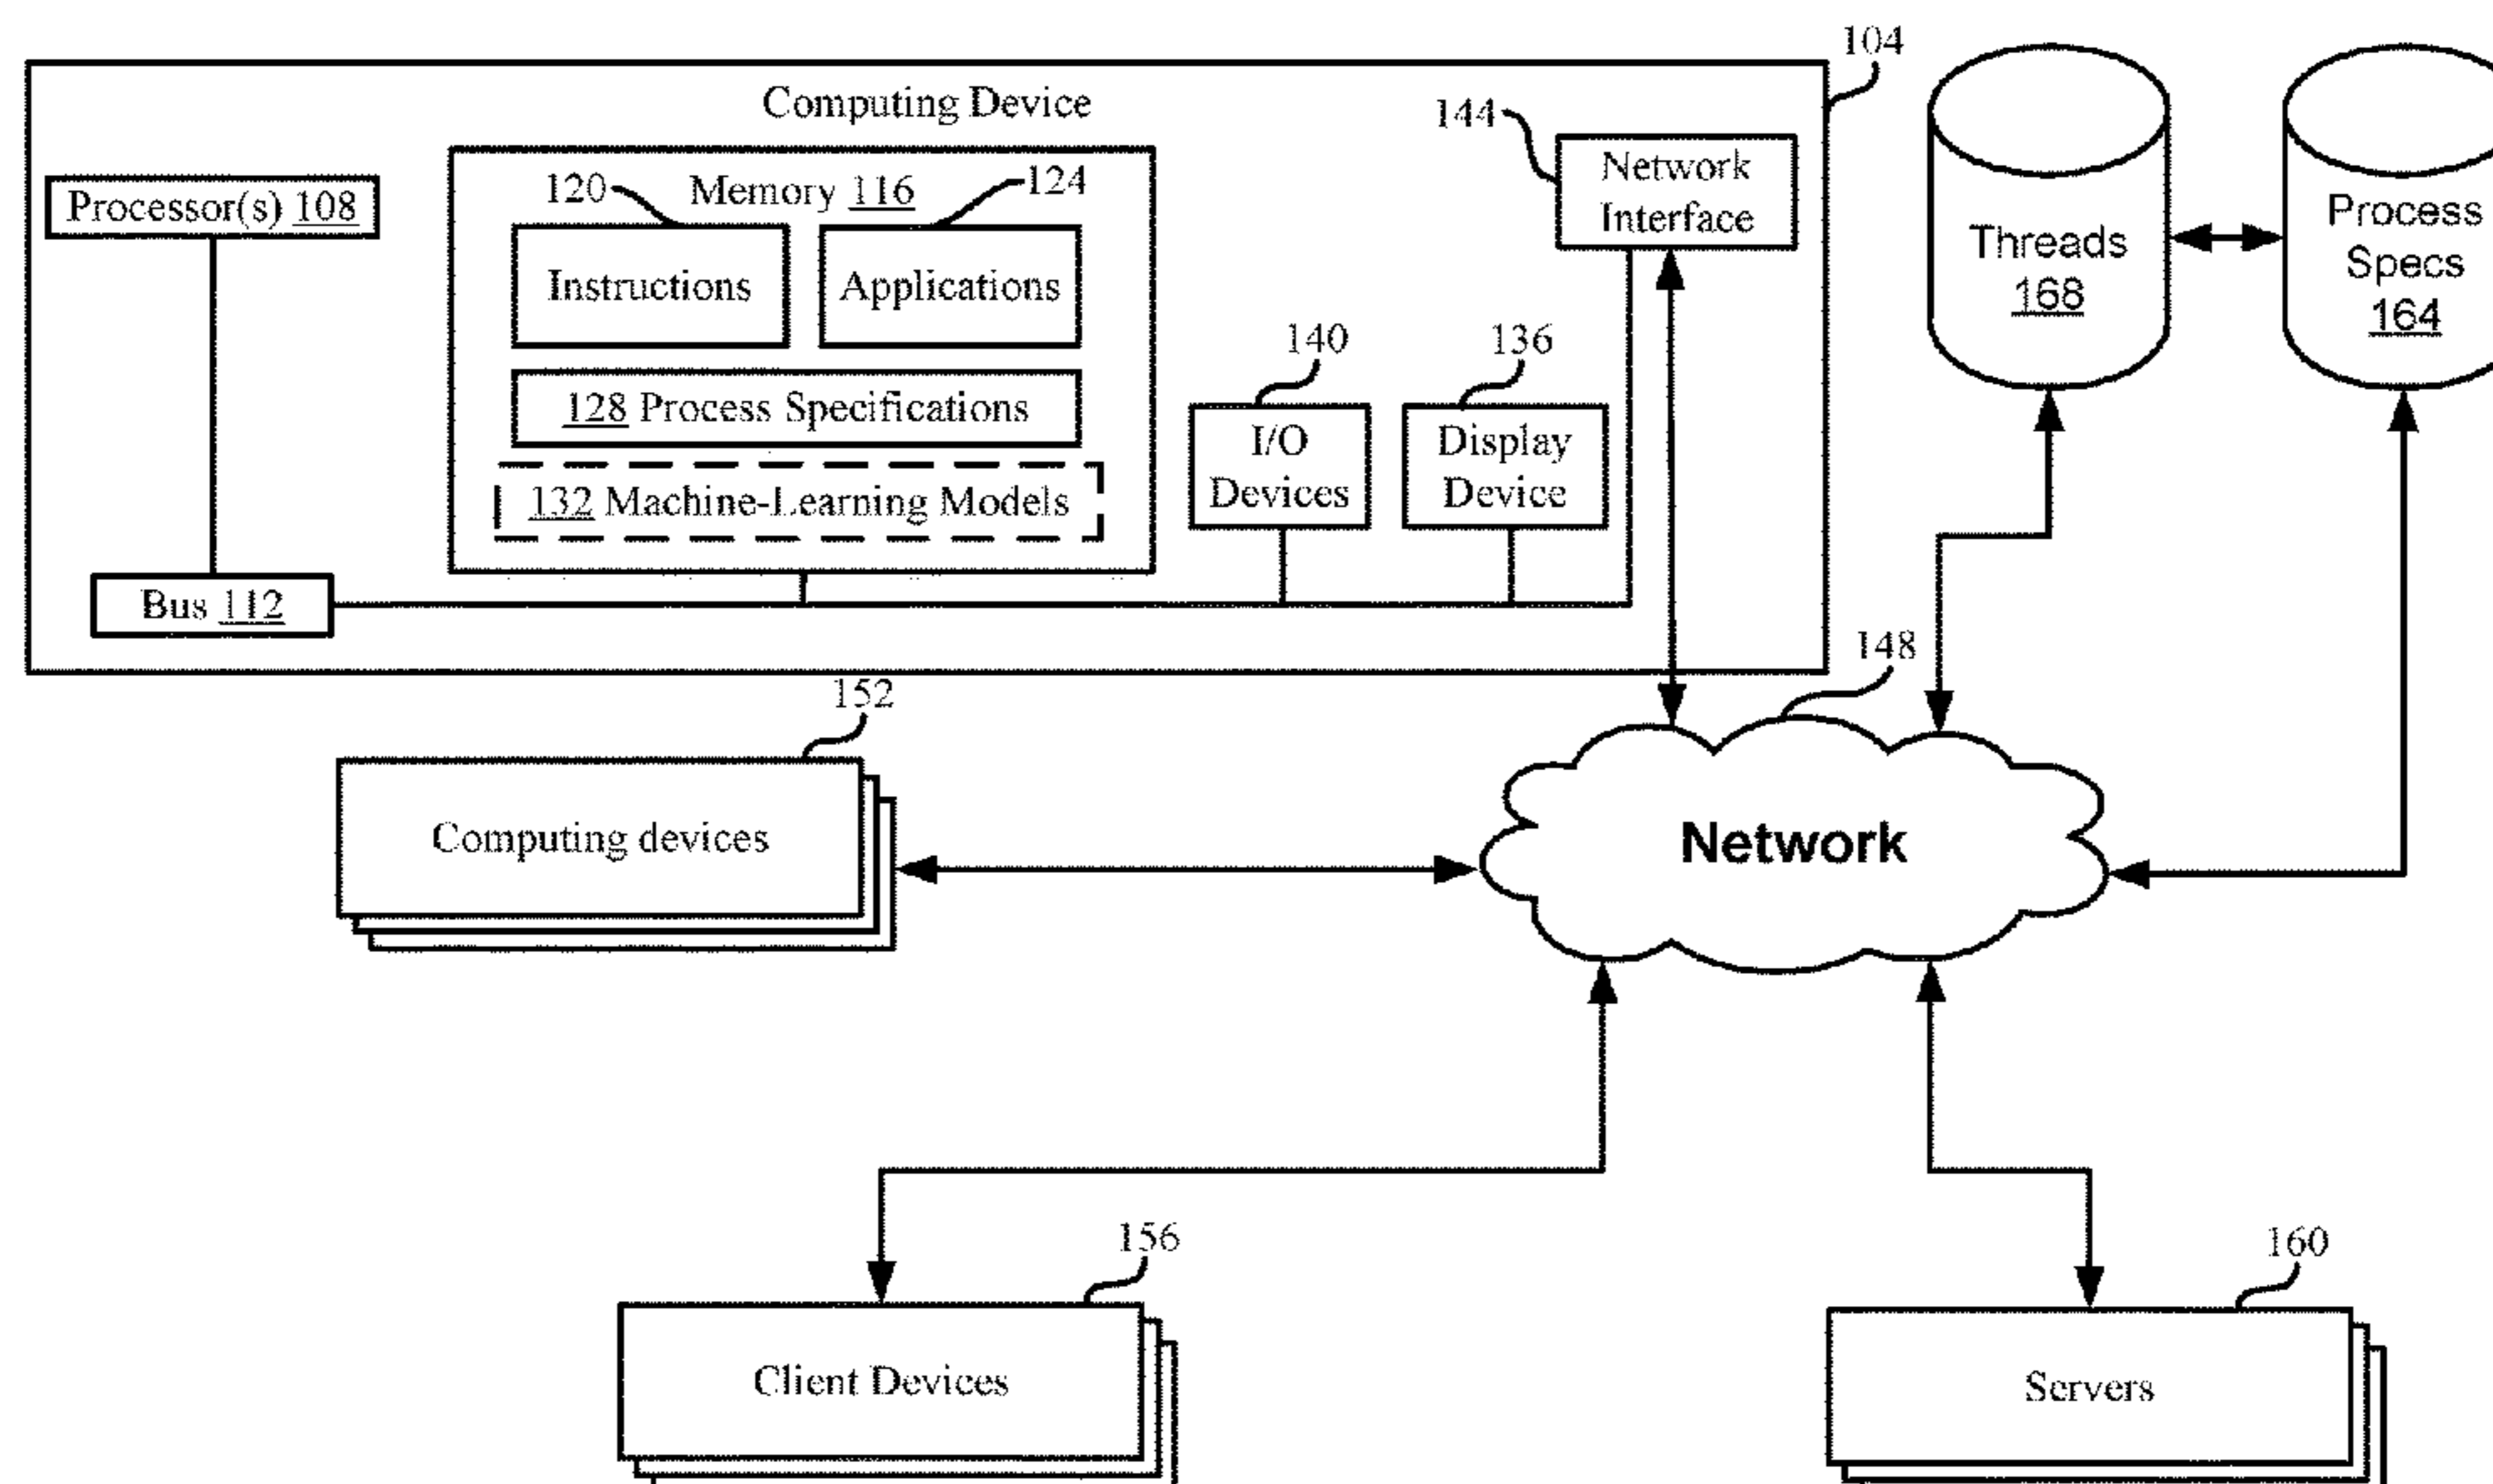 104
Computing Device
144
Network
Interface
Processor(s) 108
120
Memory 116
124
Instructions
Applications
128 Process Specifications
132 Machine-Learning Models
140
I/O
Devices
136
Display
Device
Bus 112
Threads
168
Process
Specs
164
148
152
Computing devices
Network
156
Client Devices
160
Servers